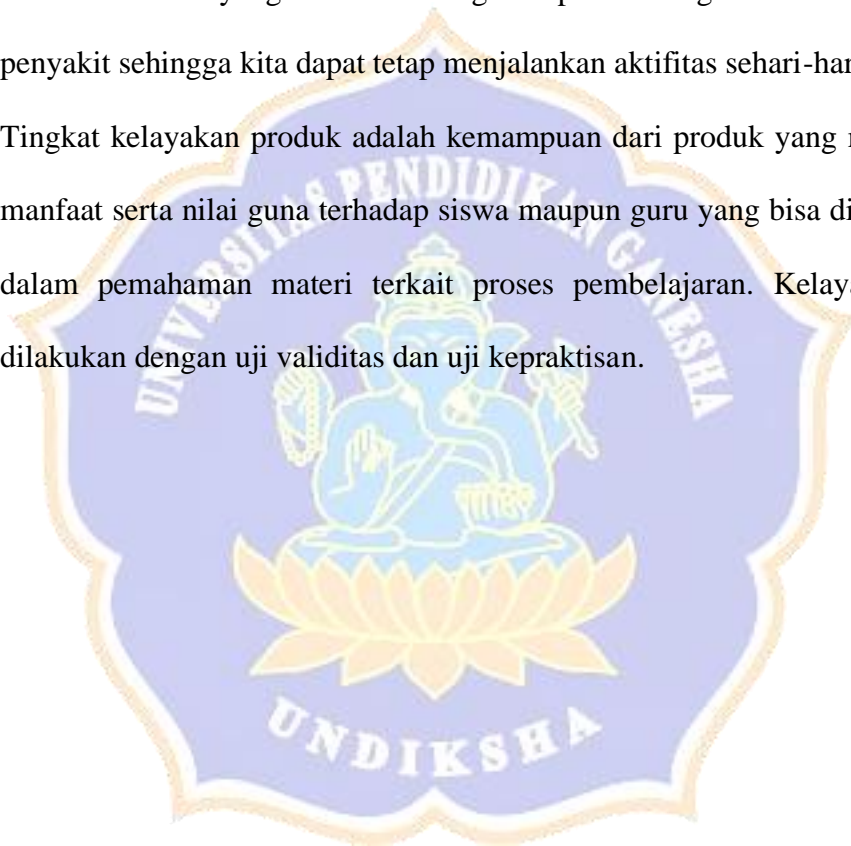 penyakit sehingga kita dapat tetap menjalankan aktifitas sehari-har
Tingkat kelayakan produk adalah kemampuan dari produk yang
manfaat serta nilai guna terhadap siswa maupun guru yang bisa di
dalam pemahaman materi terkait proses pembelajaran. Kelay
dilakukan dengan uji validitas dan uji kepraktisan.
UNIVERSITAS PENDIDIKAN GANESHA
UNDIKSHA